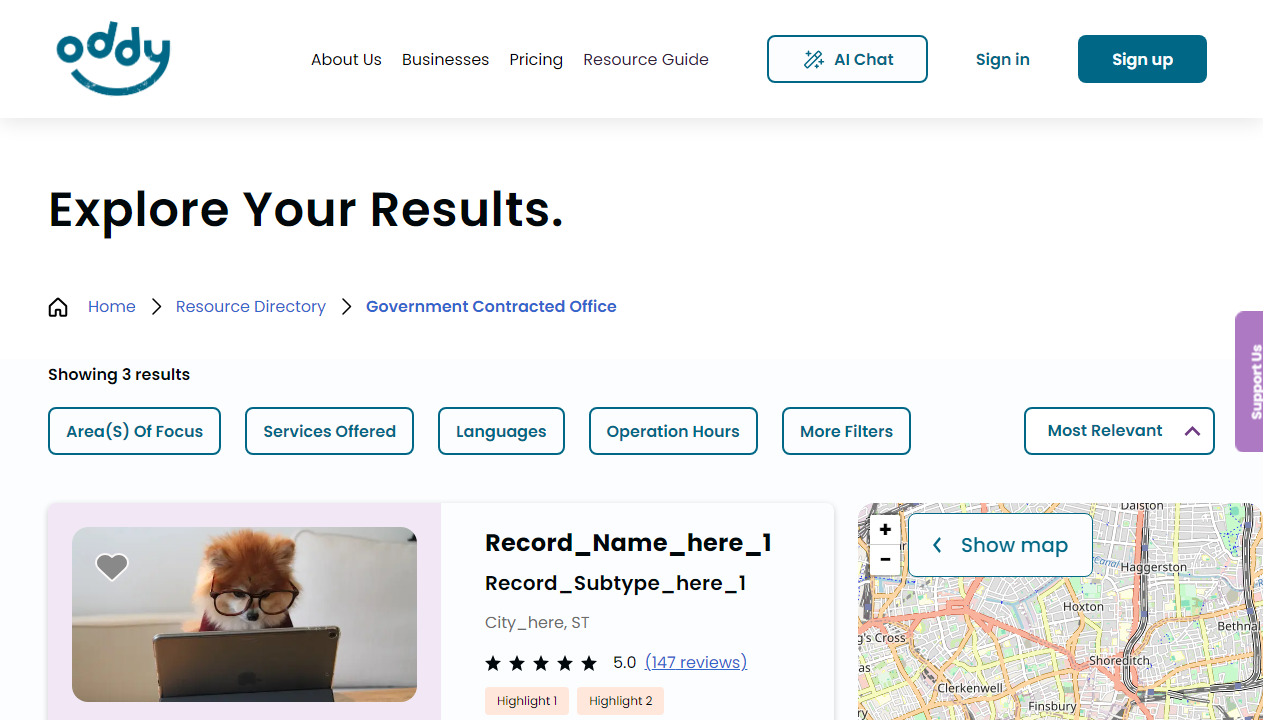 oddy
About Us Businesses Pricing Resource Guide AI Chat Sign in Sign up
Explore Your Results.
Home Resource Directory Government Contracted Office
Support Us
Showing 3 results
Area(S) Of Focus Services Offered Languages Operation Hours More Filters Most Relevant
Record_Name_here_1
Record_Subtype_here_1
City_here, ST
5.0 (147 reviews)
Highlight 1 Highlight 2
+
−
Show map
Dalston
Canal
Haggerston
Hoxton
Bethnal
g's Cross
Shoreditch
as
Clerkenwell
Finsbury
ry